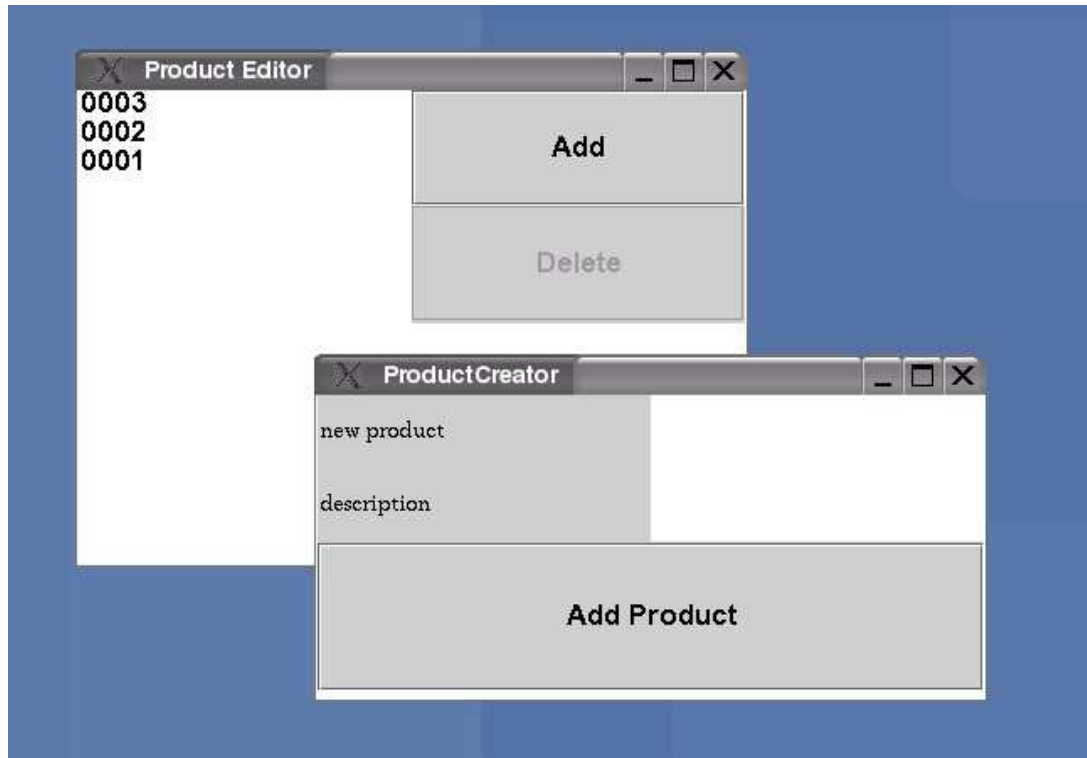 Product Editor
0003
0002
0001
Add
Delete
ProductCreator
new product
description
Add Product